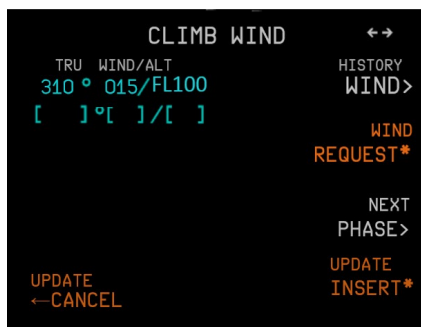 CLIMB WIND ←→
TRU WIND/ALT HISTORY
310° 015/FL100 WIND>
[ ]°[ ]/[ ] WIND
REQUEST*
NEXT
PHASE>
UPDATE UPDATE
←CANCEL INSERT*